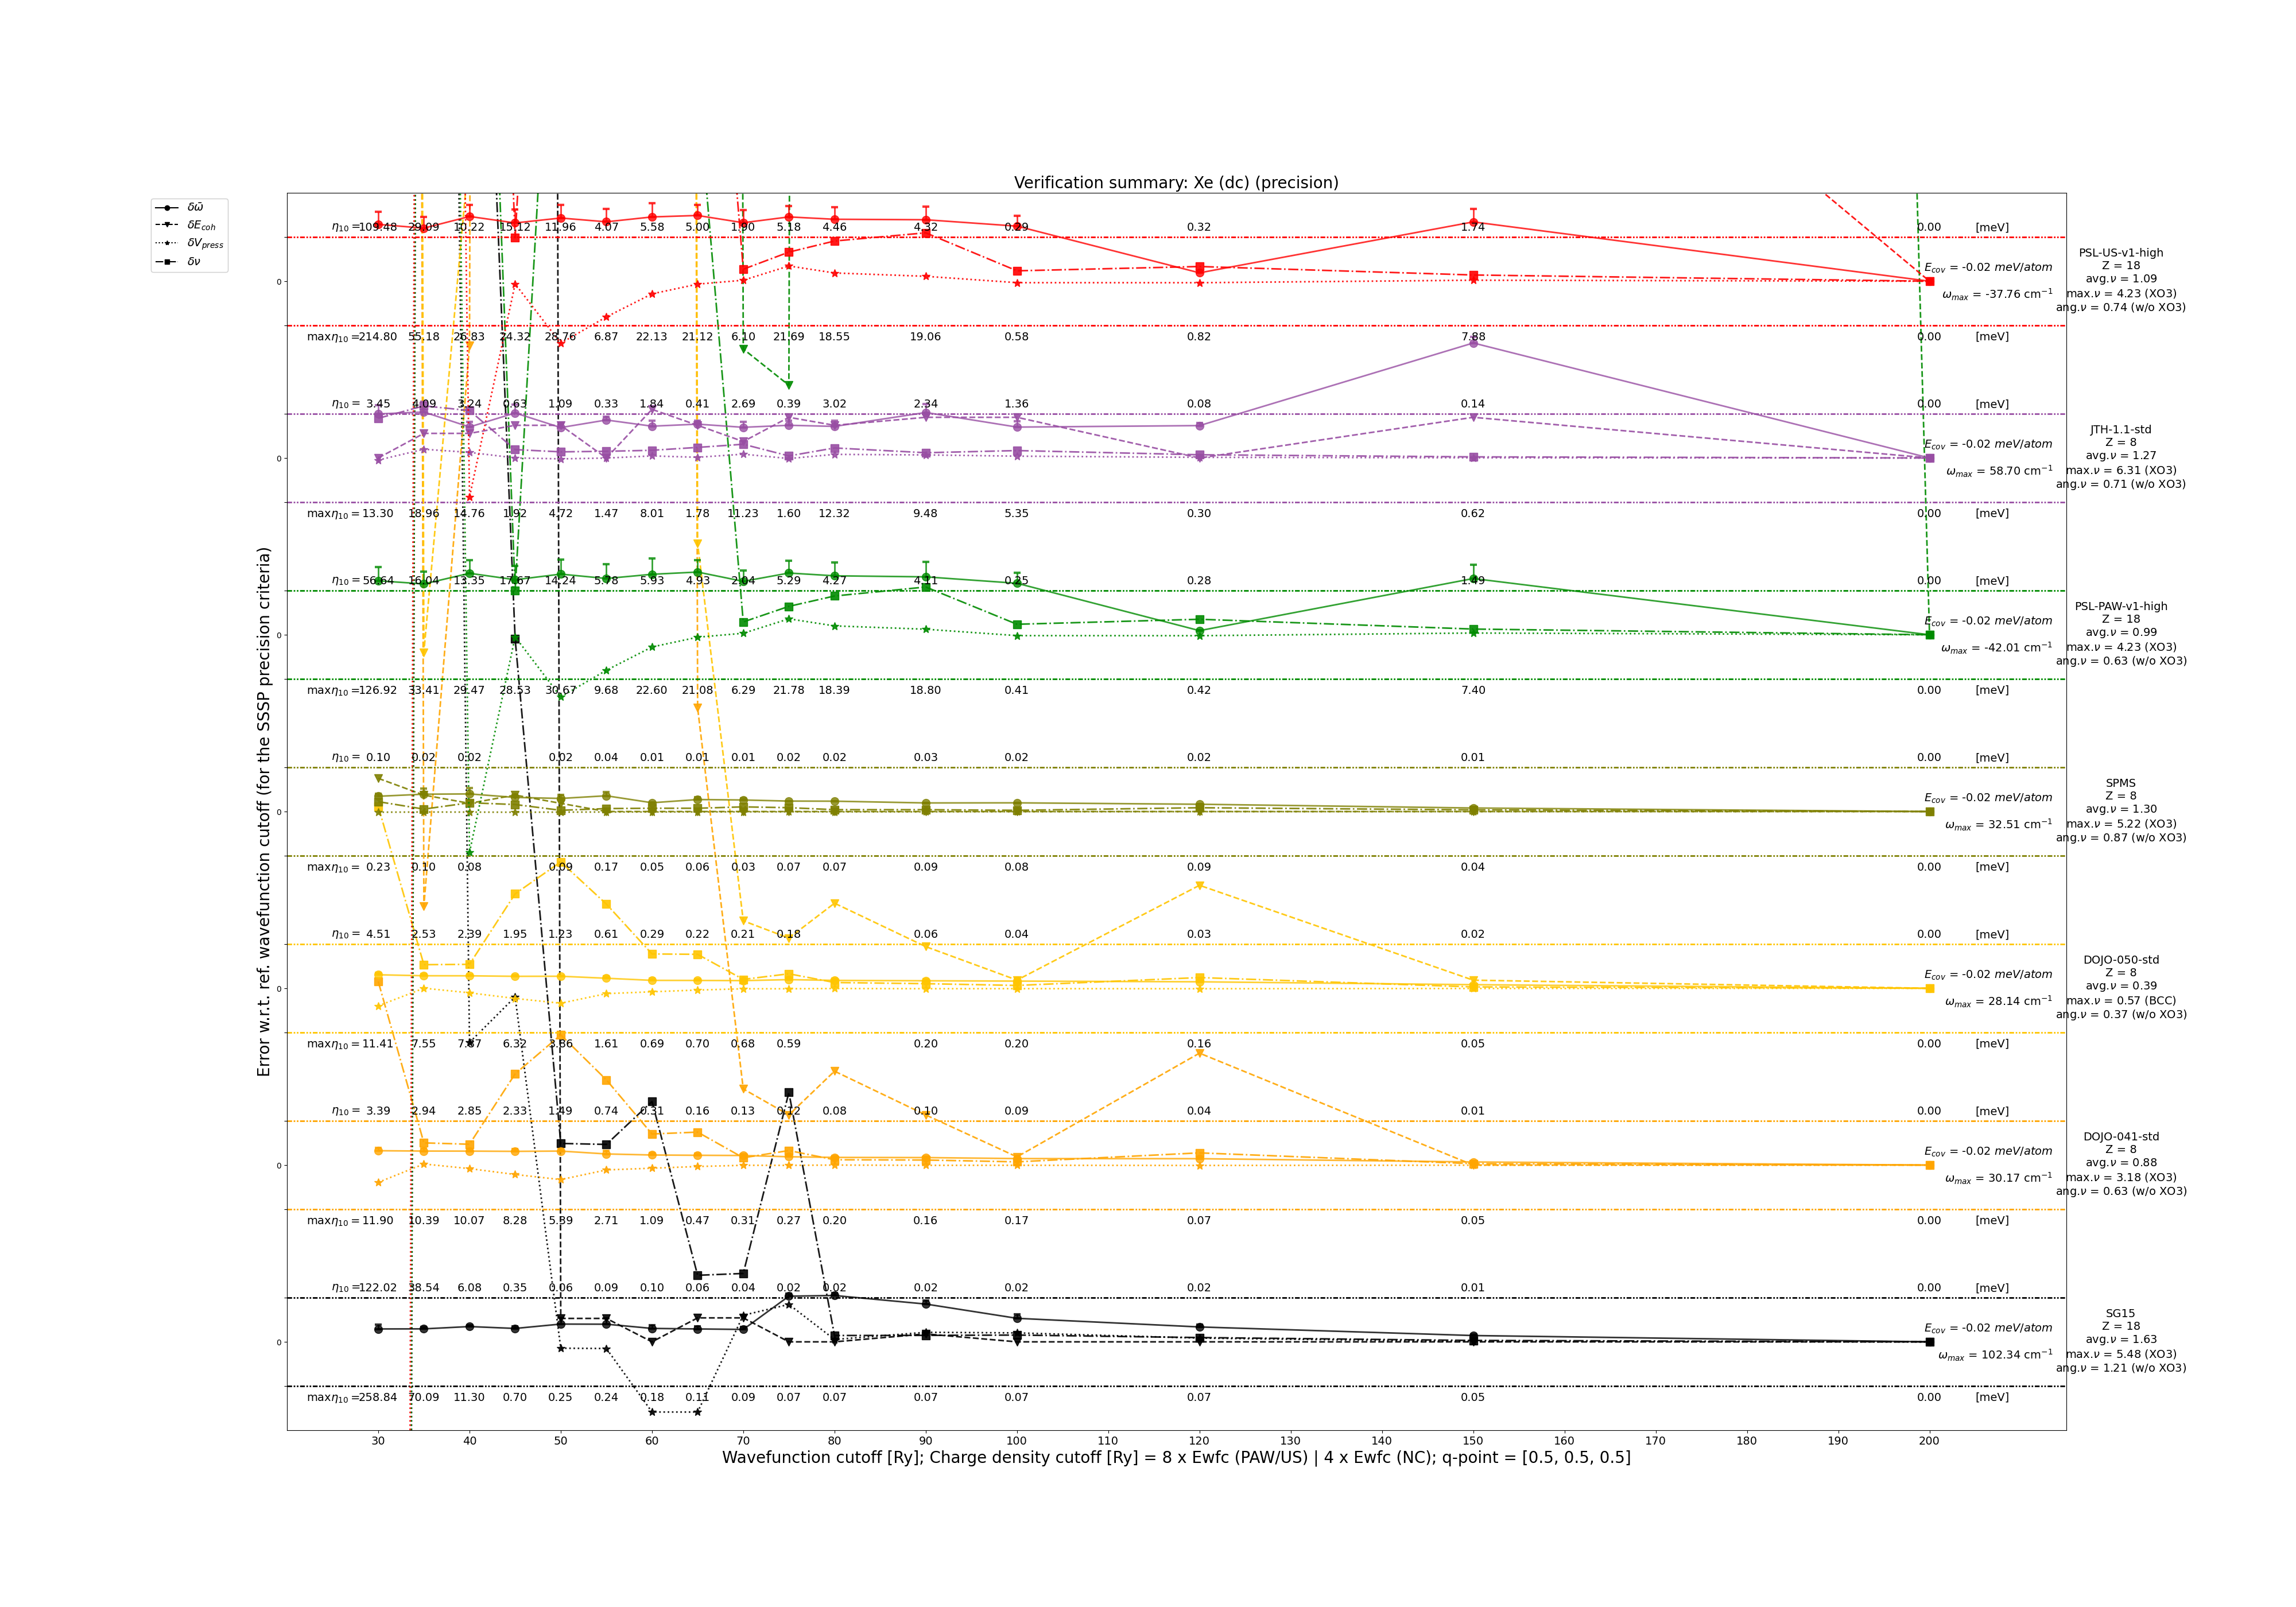 Verification summary: Xe (dc) (precision)
δω̄
δE_coh
δV_press
δν
Error w.r.t. ref. wavefunction cutoff (for the SSSP precision criteria)
η₁₀ = 109.48 29.09 10.22 15.12 11.96 4.07 5.58 5.00 1.90 5.18 4.46 4.32 0.29 0.32 1.74 0.00 [meV]
0
E_cov = -0.02 meV/atom
ω_max = -37.76 cm⁻¹
PSL-US-v1-high
Z = 18
avg.ν = 1.09
max.ν = 4.23 (XO3)
ang.ν = 0.74 (w/o XO3)
maxη₁₀ = 214.80 55.18 26.83 24.32 28.76 6.87 22.13 21.12 6.10 21.69 18.55 19.06 0.58 0.82 7.88 0.00 [meV]
η₁₀ = 3.45 4.09 3.24 0.63 1.09 0.33 1.84 0.41 2.69 0.39 3.02 2.34 1.36 0.08 0.14 0.00 [meV]
0
E_cov = -0.02 meV/atom
ω_max = 58.70 cm⁻¹
JTH-1.1-std
Z = 8
avg.ν = 1.27
max.ν = 6.31 (XO3)
ang.ν = 0.71 (w/o XO3)
maxη₁₀ = 13.30 18.96 14.76 1.92 4.72 1.47 8.01 1.78 11.23 1.60 12.32 9.48 5.35 0.30 0.62 0.00 [meV]
η₁₀ = 56.64 16.04 13.35 17.67 14.24 5.78 5.93 4.93 2.04 5.29 4.27 4.11 0.25 0.28 1.49 0.00 [meV]
0
E_cov = -0.02 meV/atom
ω_max = -42.01 cm⁻¹
PSL-PAW-v1-high
Z = 18
avg.ν = 0.99
max.ν = 4.23 (XO3)
ang.ν = 0.63 (w/o XO3)
maxη₁₀ = 126.92 33.41 29.47 28.53 30.67 9.68 22.60 21.08 6.29 21.78 18.39 18.80 0.41 0.42 7.40 0.00 [meV]
η₁₀ = 0.10 0.02 0.02 0.02 0.04 0.01 0.01 0.01 0.02 0.02 0.03 0.02 0.02 0.01 0.00 [meV]
0
E_cov = -0.02 meV/atom
ω_max = 32.51 cm⁻¹
SPMS
Z = 8
avg.ν = 1.30
max.ν = 5.22 (XO3)
ang.ν = 0.87 (w/o XO3)
maxη₁₀ = 0.23 0.10 0.08 0.09 0.17 0.05 0.06 0.03 0.07 0.07 0.09 0.08 0.09 0.04 0.00 [meV]
η₁₀ = 4.51 2.53 2.39 1.95 1.23 0.61 0.29 0.22 0.21 0.18 0.06 0.04 0.03 0.02 0.00 [meV]
0
E_cov = -0.02 meV/atom
ω_max = 28.14 cm⁻¹
DOJO-050-std
Z = 8
avg.ν = 0.39
max.ν = 0.57 (BCC)
ang.ν = 0.37 (w/o XO3)
maxη₁₀ = 11.41 7.55 6.32 3.86 1.61 0.69 0.70 0.68 0.59 0.20 0.20 0.16 0.05 0.00 [meV]
η₁₀ = 3.39 2.94 2.85 2.33 1.49 0.74 0.31 0.16 0.13 0.12 0.08 0.10 0.09 0.04 0.01 0.00 [meV]
0
E_cov = -0.02 meV/atom
ω_max = 30.17 cm⁻¹
DOJO-041-std
Z = 8
avg.ν = 0.88
max.ν = 3.18 (XO3)
ang.ν = 0.63 (w/o XO3)
maxη₁₀ = 11.90 10.39 10.07 8.28 5.39 2.71 1.09 0.47 0.31 0.27 0.20 0.16 0.17 0.07 0.05 0.00 [meV]
η₁₀ = 122.02 38.54 6.08 0.35 0.06 0.09 0.10 0.06 0.04 0.02 0.02 0.02 0.02 0.02 0.01 0.00 [meV]
0
E_cov = -0.02 meV/atom
ω_max = 102.34 cm⁻¹
SG15
Z = 18
avg.ν = 1.63
max.ν = 5.48 (XO3)
ang.ν = 1.21 (w/o XO3)
maxη₁₀ = 258.84 70.09 11.30 0.70 0.25 0.24 0.18 0.11 0.09 0.07 0.07 0.07 0.07 0.07 0.05 0.00 [meV]
30 40 50 60 70 80 90 100 110 120 130 140 150 160 170 180 190 200
Wavefunction cutoff [Ry]; Charge density cutoff [Ry] = 8 x Ewfc (PAW/US) | 4 x Ewfc (NC); q-point = [0.5, 0.5, 0.5]